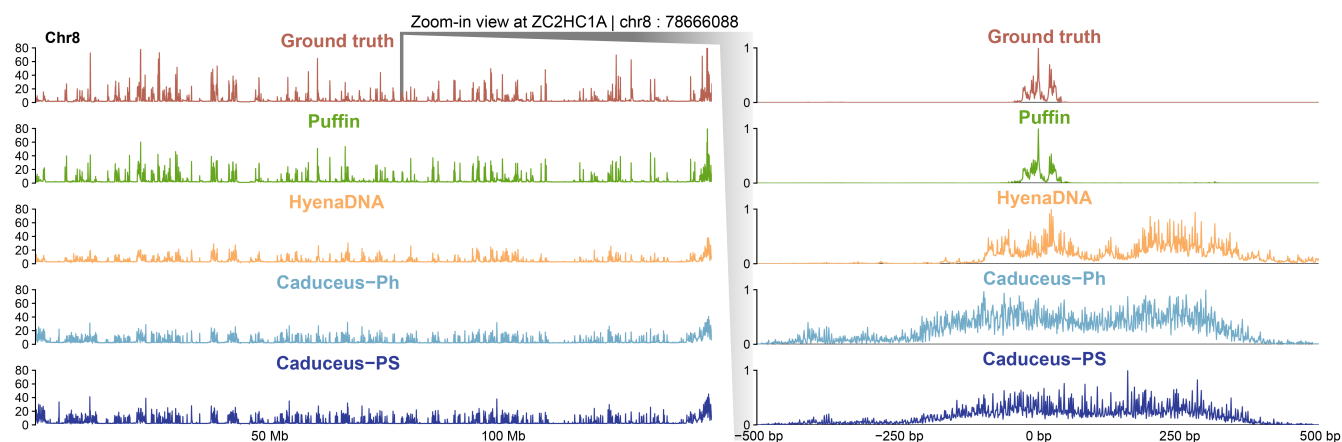 Zoom-in view at ZC2HC1A | chr8 : 78666088
Chr8
Ground truth
80
60
40
20
0
Puffin
80
60
40
20
0
HyenaDNA
80
60
40
20
0
Caduceus−Ph
80
60
40
20
0
Caduceus−PS
80
60
40
20
0
50 Mb
100 Mb
Ground truth
1
0
Puffin
1
0
HyenaDNA
1
0
Caduceus−Ph
1
0
Caduceus−PS
1
0
−500 bp
−250 bp
0 bp
250 bp
500 bp